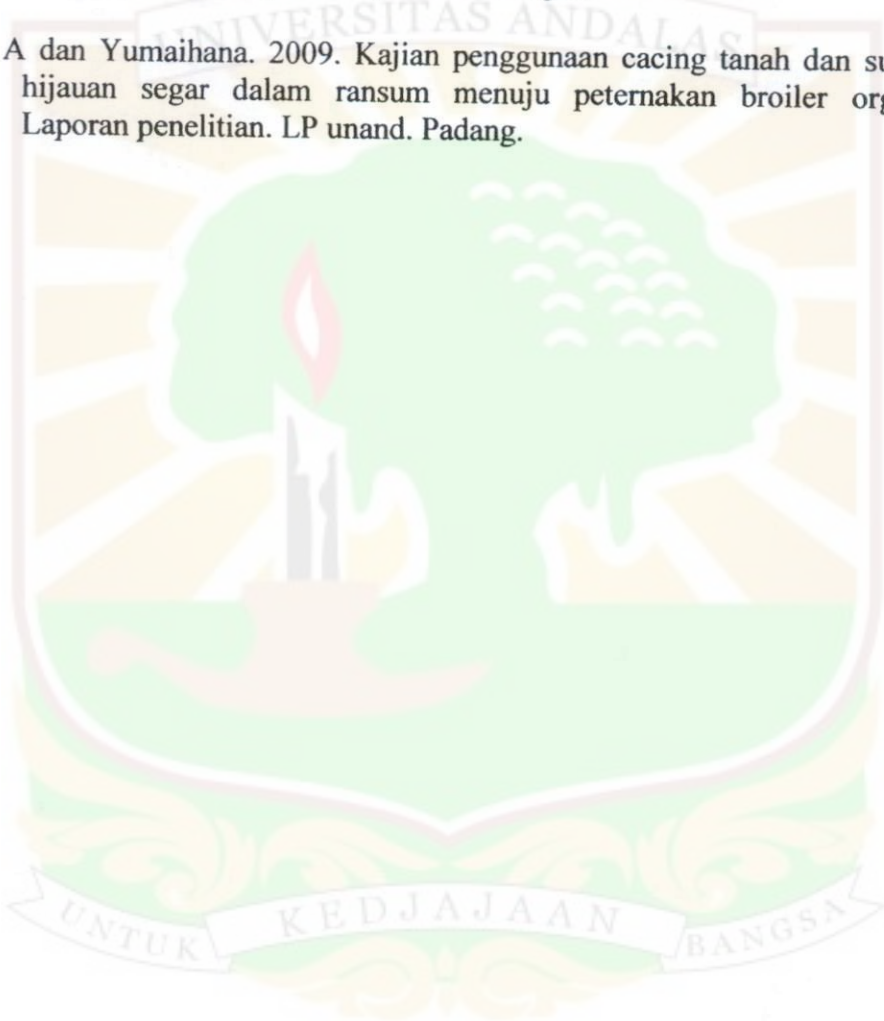 UNIVERSITAS ANDALAS
A dan Yumaihana. 2009. Kajian penggunaan cacing tanah dan
hijauan segar dalam ransum menuju peternakan broiler
Laporan penelitian. LP unand. Padang.
UNTUK KEDJAJAAN BANGSA